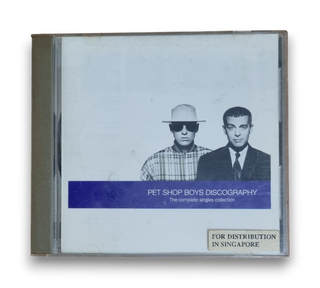 PET SHOP BOYS DISCOGRAPHY
The complete singles collection
FOR DISTRIBUTION
IN SINGAPORE